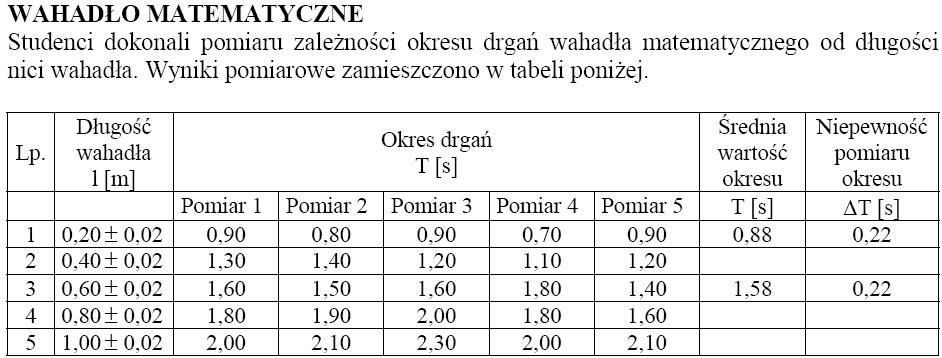 WAHADŁO MATEMATYCZNE
Studenci dokonali pomiaru zależności okresu drgań wahadła matematycznego od długości
nici wahadła. Wyniki pomiarowe zamieszczono w tabeli poniżej.
Lp. Długość wahadła l [m] Okres drgań T [s] Średnia wartość okresu Niepewność pomiaru okresu
Pomiar 1 Pomiar 2 Pomiar 3 Pomiar 4 Pomiar 5 T [s] ΔT [s]
1 0,20 ± 0,02 0,90 0,80 0,90 0,70 0,90 0,88 0,22
2 0,40 ± 0,02 1,30 1,40 1,20 1,10 1,20
3 0,60 ± 0,02 1,60 1,50 1,60 1,80 1,40 1,58 0,22
4 0,80 ± 0,02 1,80 1,90 2,00 1,80 1,60
5 1,00 ± 0,02 2,00 2,10 2,30 2,00 2,10